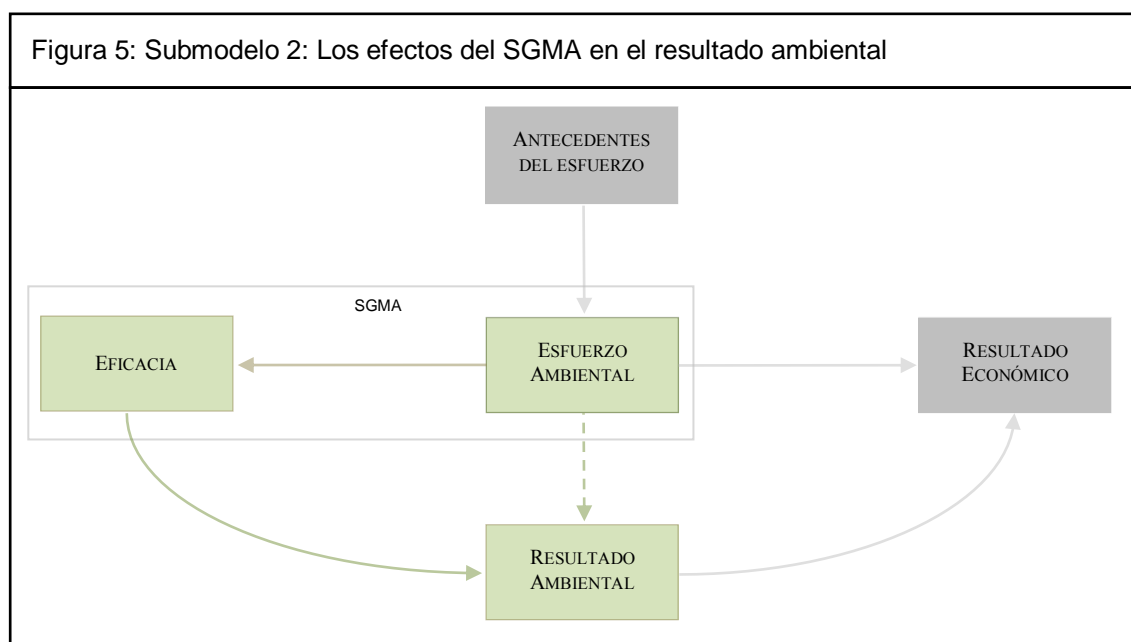 Figura 5: Submodelo 2: Los efectos del SGMA en el resultado ambiental
ANTECEDENTES
DEL ESFUERZO
SGMA
EFICACIA
ESFUERZO
AMBIENTAL
RESULTADO
ECONÓMICO
RESULTADO
AMBIENTAL